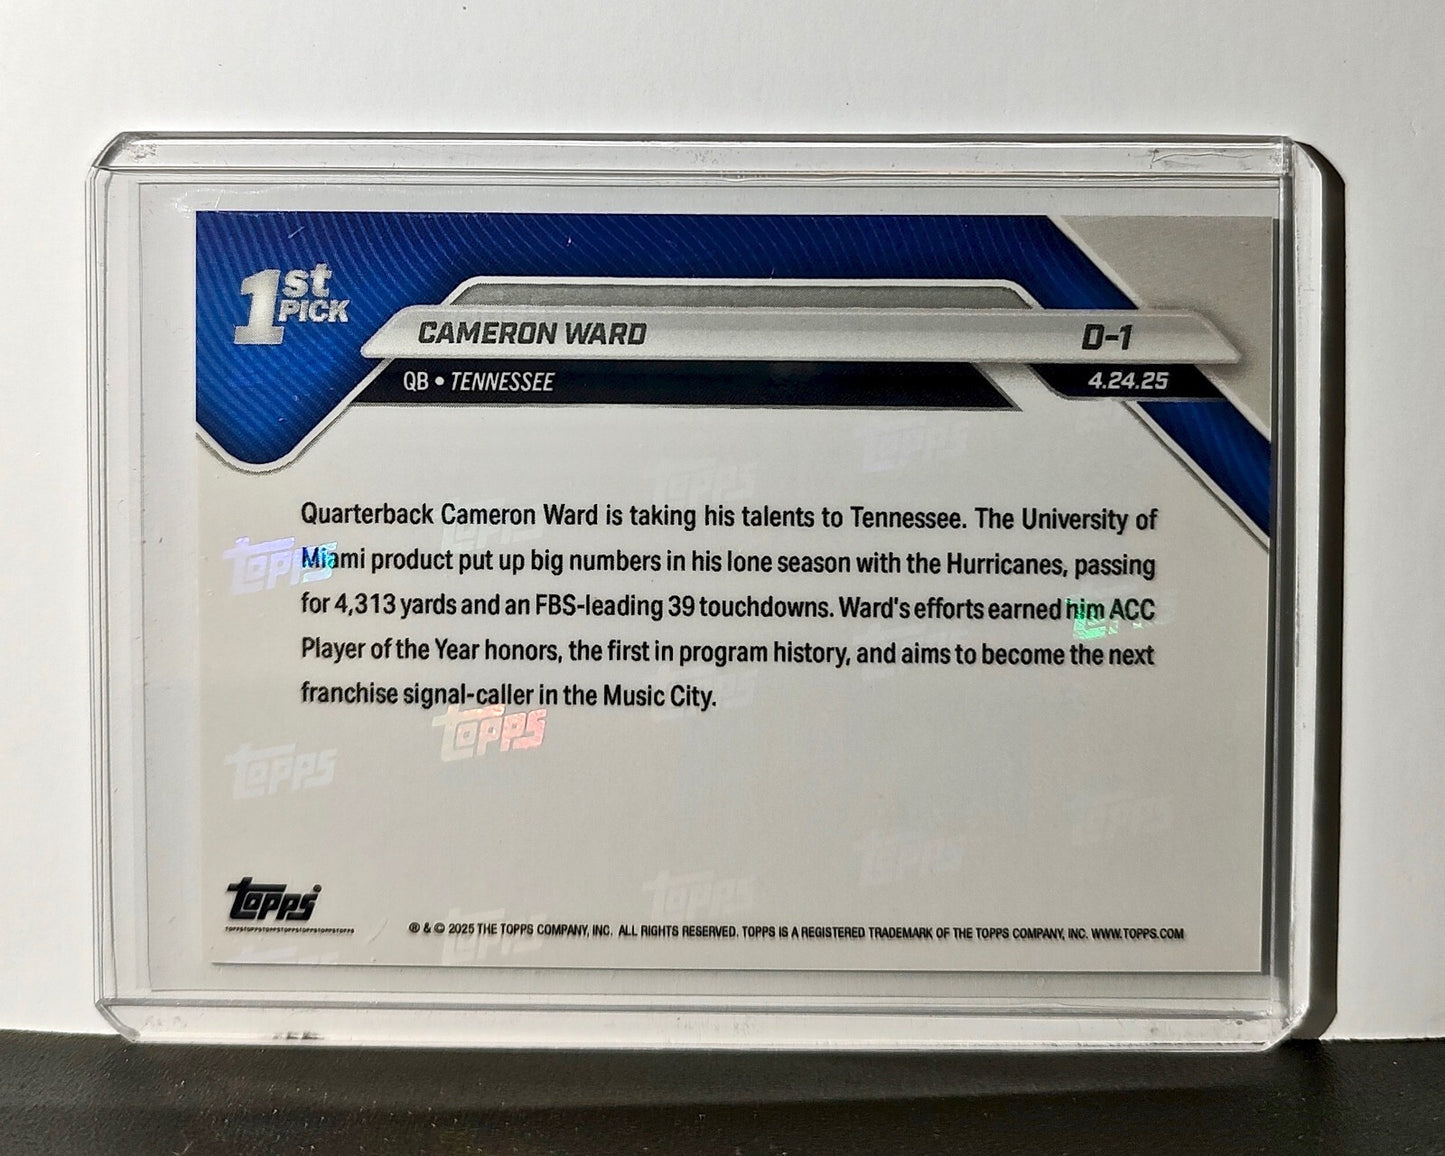 1st
PICK
CAMERON WARD D-1
QB • TENNESSEE 4.24.25
Quarterback Cameron Ward is taking his talents to Tennessee. The University of
Miami product put up big numbers in his lone season with the Hurricanes, passing
for 4,313 yards and an FBS-leading 39 touchdowns. Ward's efforts earned him ACC
Player of the Year honors, the first in program history, and aims to become the next
franchise signal-caller in the Music City.
Topps
Topps
Topps
Topps®
TOPPSTOPPSTOPPSTOPPSTOPPSTOPPSTOPPS
® & © 2025 THE TOPPS COMPANY, INC. ALL RIGHTS RESERVED. TOPPS IS A REGISTERED TRADEMARK OF THE TOPPS COMPANY, INC. WWW.TOPPS.COM